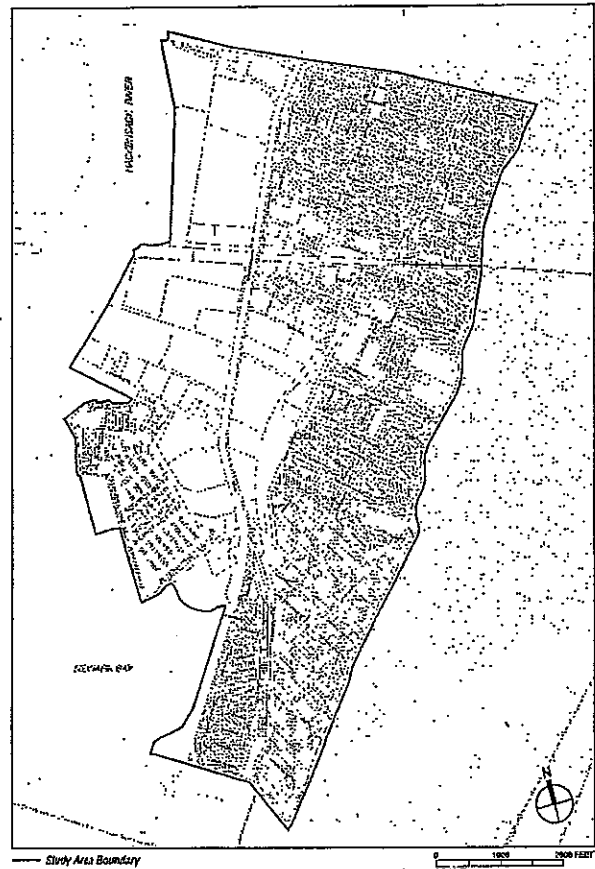 HACKENSACK RIVER
NEWARK BAY
N
Study Area Boundary
0 1000 2000 FEET